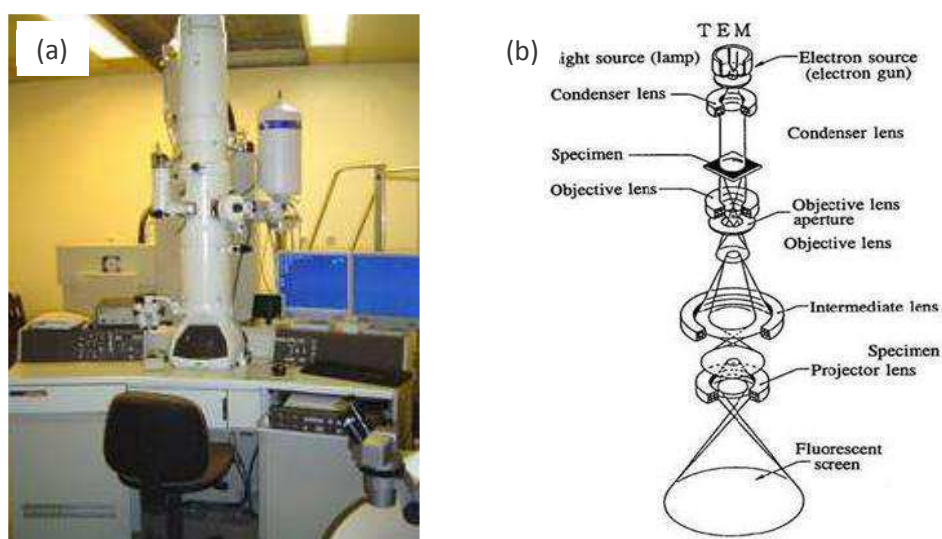 (a)
(b)
TEM
ight source (lamp)
Electron source
(electron gun)
Condenser lens
Condenser lens
Specimen
Objective lens
Objective lens
aperture
Objective lens
Intermediate lens
Specimen
Projector lens
Fluorescent
screen